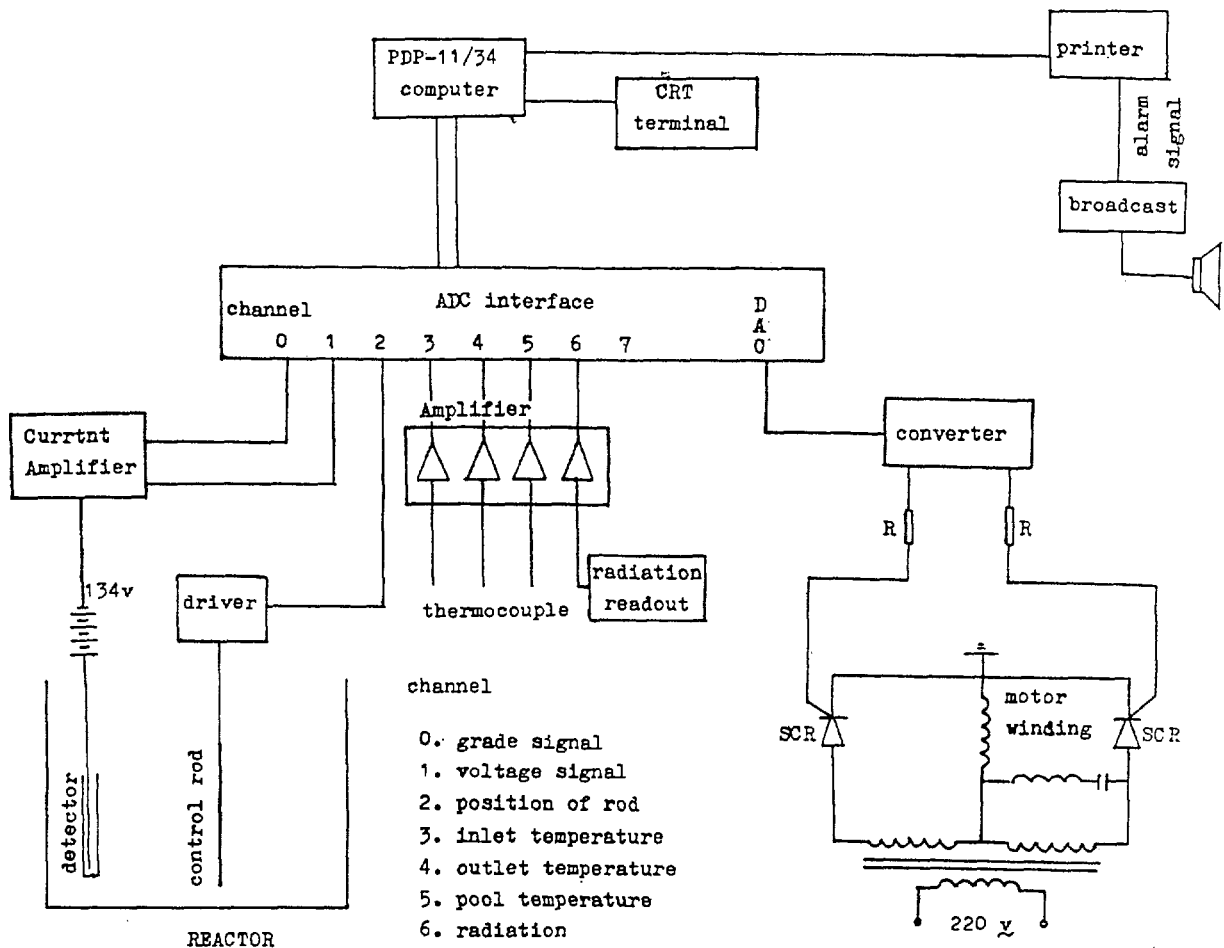 PDP-11/34
computer
printer
CRT
terminal
alarm
signal
broadcast
ADC interface
channel
D
A
O
0 1 2 3 4 5 6 7
Amplifier
Currtnt
Amplifier
converter
R
R
134v
driver
thermocouple
radiation
readout
detector
control rod
REACTOR
channel
0. grade signal
1. voltage signal
2. position of rod
3. inlet temperature
4. outlet temperature
5. pool temperature
6. radiation
motor
winding
SCR
SCR
220 v